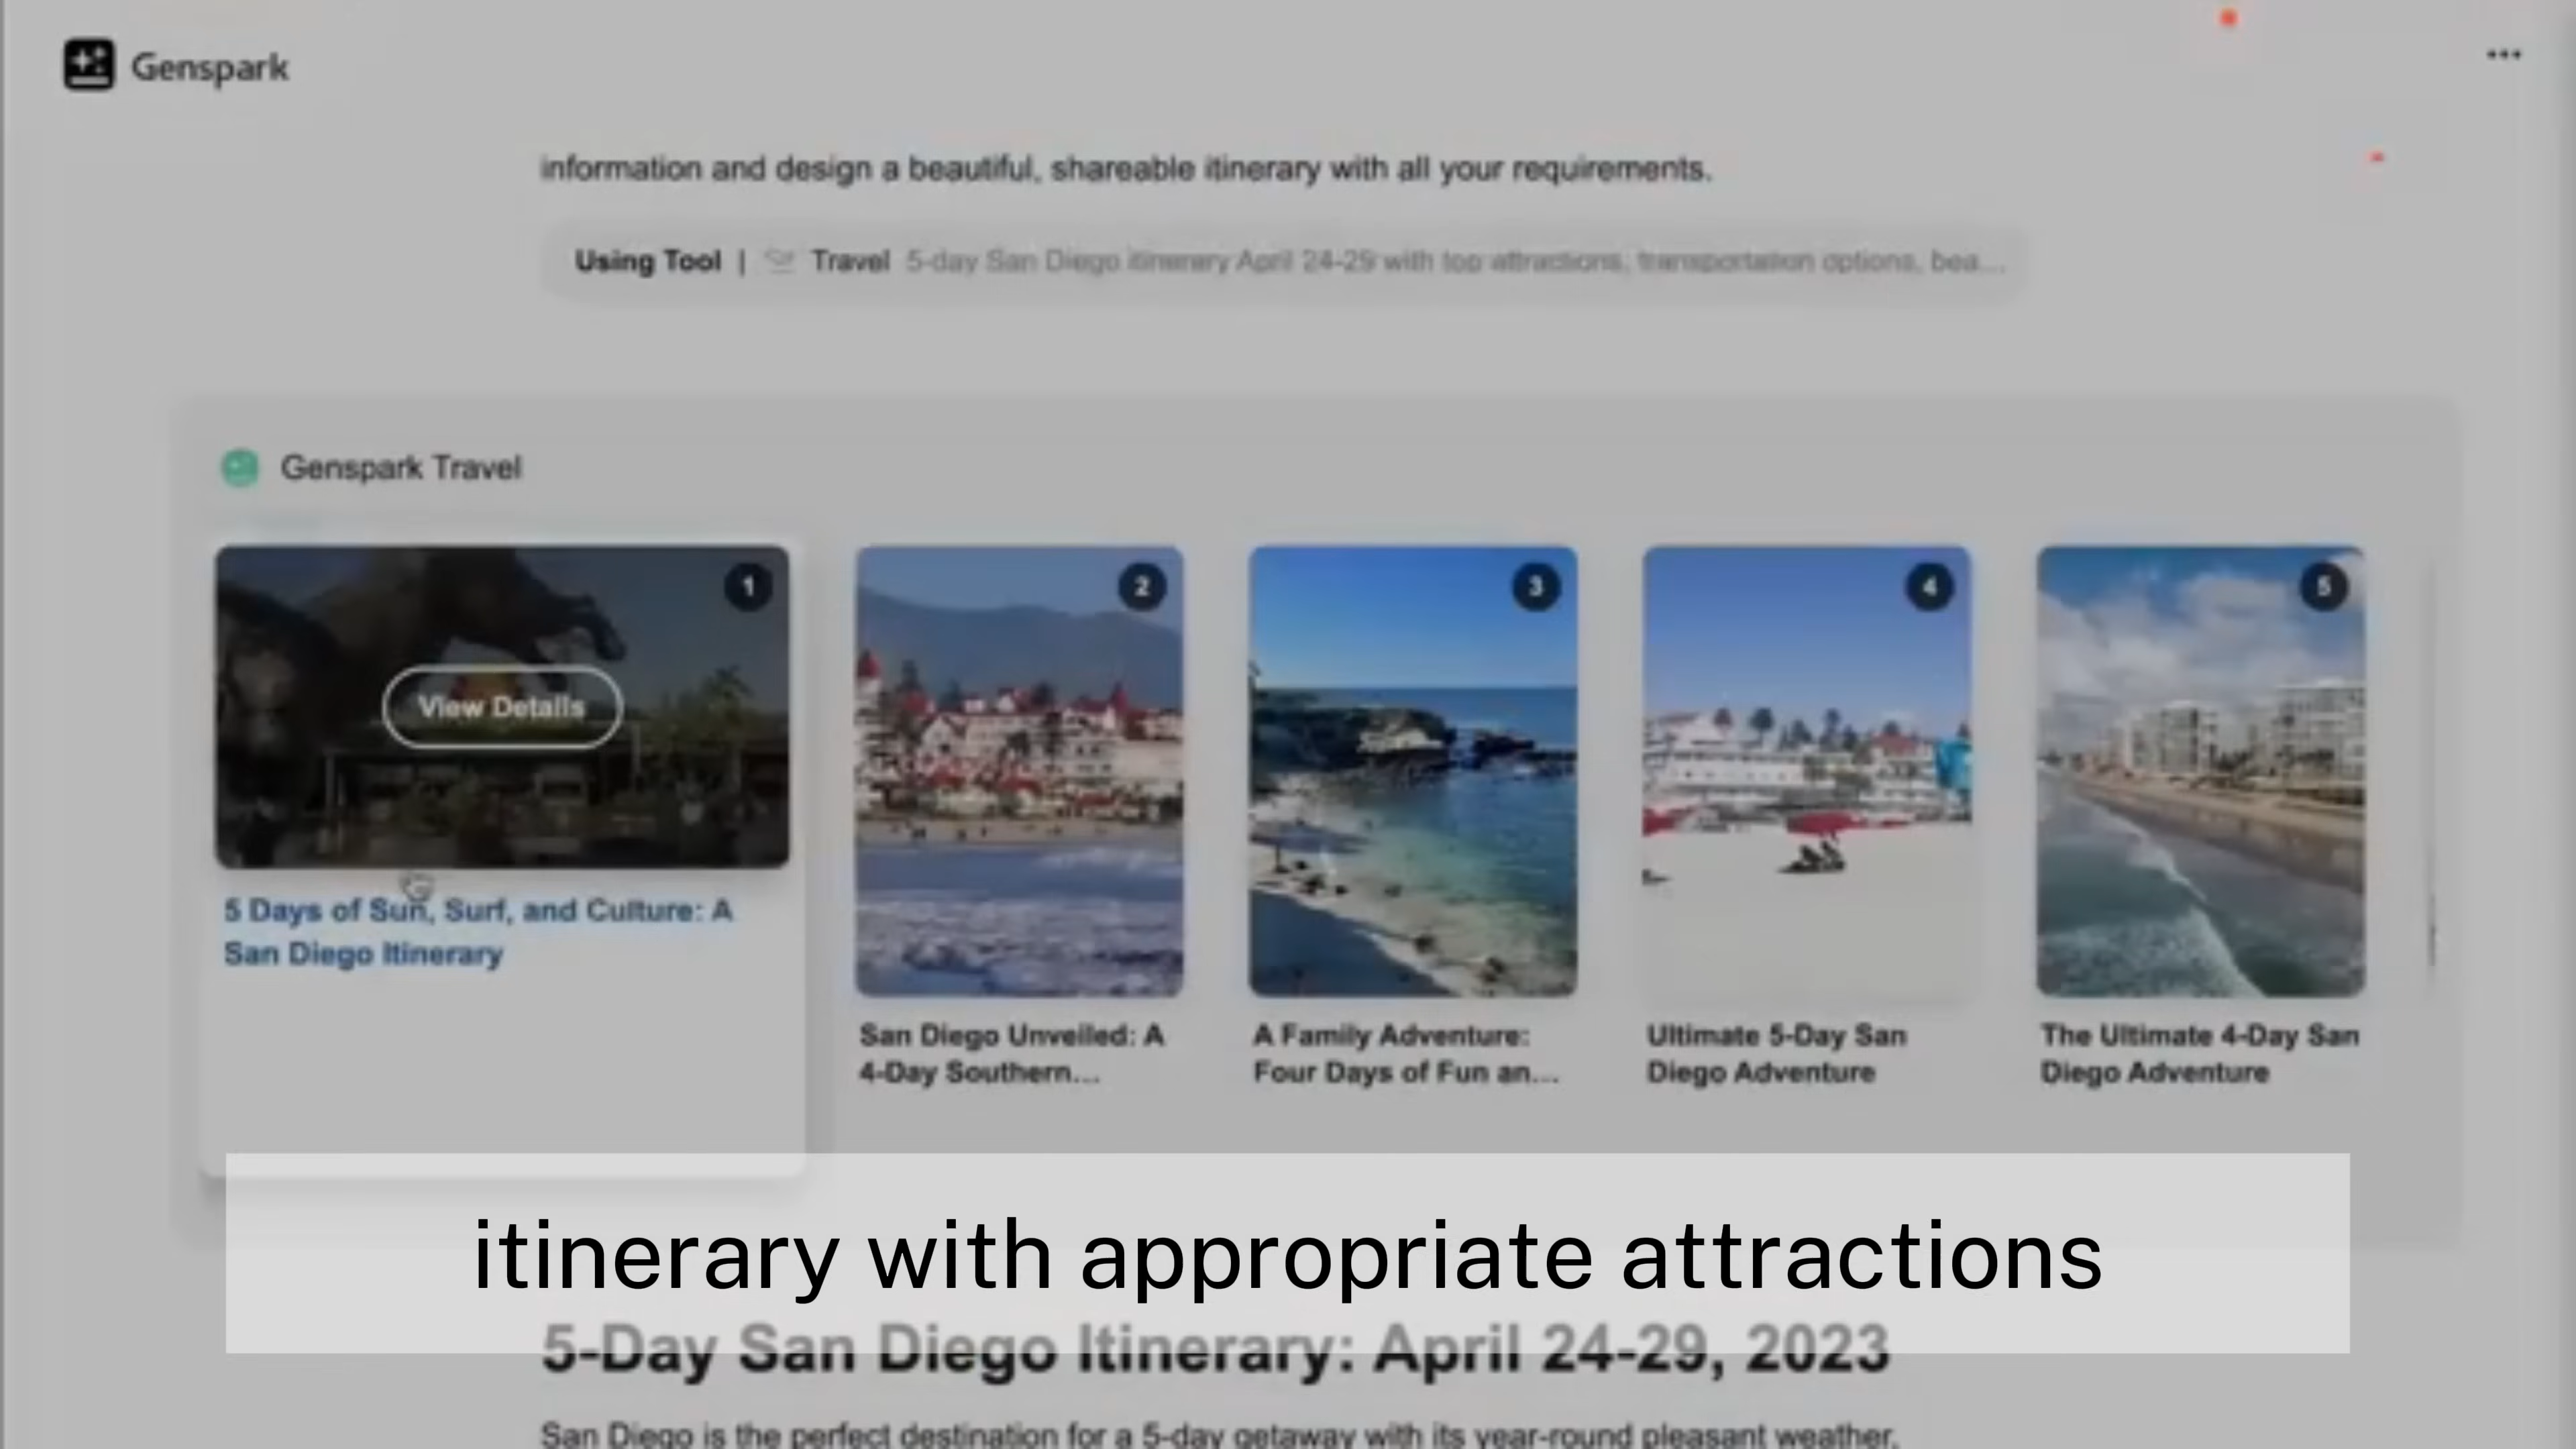 Genspark
information and design a beautiful, shareable itinerary with all your requirements.
Using Tool | Travel 5-day San Diego itinerary April 24-29 with top attractions, transportation options, bea...
Genspark Travel
1
View Details
5 Days of Sun, Surf, and Culture: A
San Diego Itinerary
2
San Diego Unveiled: A
4-Day Southern...
3
A Family Adventure:
Four Days of Fun an...
4
Ultimate 5-Day San
Diego Adventure
5
The Ultimate 4-Day San
Diego Adventure
itinerary with appropriate attractions
5-Day San Diego Itinerary: April 24-29, 2023
San Diego is the perfect destination for a 5-day getaway with its year-round pleasant weather,